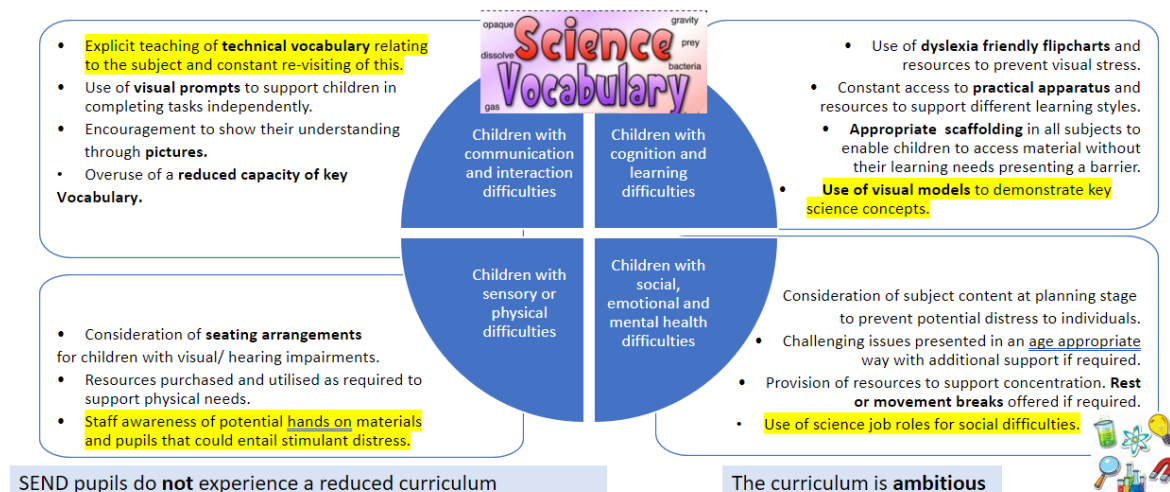 opaque
gravity
Science
dissolve
prey
Vocabulary
bacteria
gas
• Explicit teaching of technical vocabulary relating
to the subject and constant re-visiting of this.
• Use of visual prompts to support children in
completing tasks independently.
• Encouragement to show their understanding
through pictures.
• Overuse of a reduced capacity of key
Vocabulary.
Children with
communication
and interaction
difficulties
Children with
cognition and
learning
difficulties
• Use of dyslexia friendly flipcharts and
resources to prevent visual stress.
• Constant access to practical apparatus and
resources to support different learning styles.
• Appropriate scaffolding in all subjects to
enable children to access material without
their learning needs presenting a barrier.
• Use of visual models to demonstrate key
science concepts.
• Consideration of seating arrangements
for children with visual/ hearing impairments.
• Resources purchased and utilised as required to
support physical needs.
• Staff awareness of potential hands on materials
and pupils that could entail stimulant distress.
Children with
sensory or
physical
difficulties
Children with
social,
emotional and
mental health
difficulties
Consideration of subject content at planning stage
to prevent potential distress to individuals.
• Challenging issues presented in an age appropriate
way with additional support if required.
• Provision of resources to support concentration. Rest
or movement breaks offered if required.
• Use of science job roles for social difficulties.
SEND pupils do not experience a reduced curriculum
The curriculum is ambitious